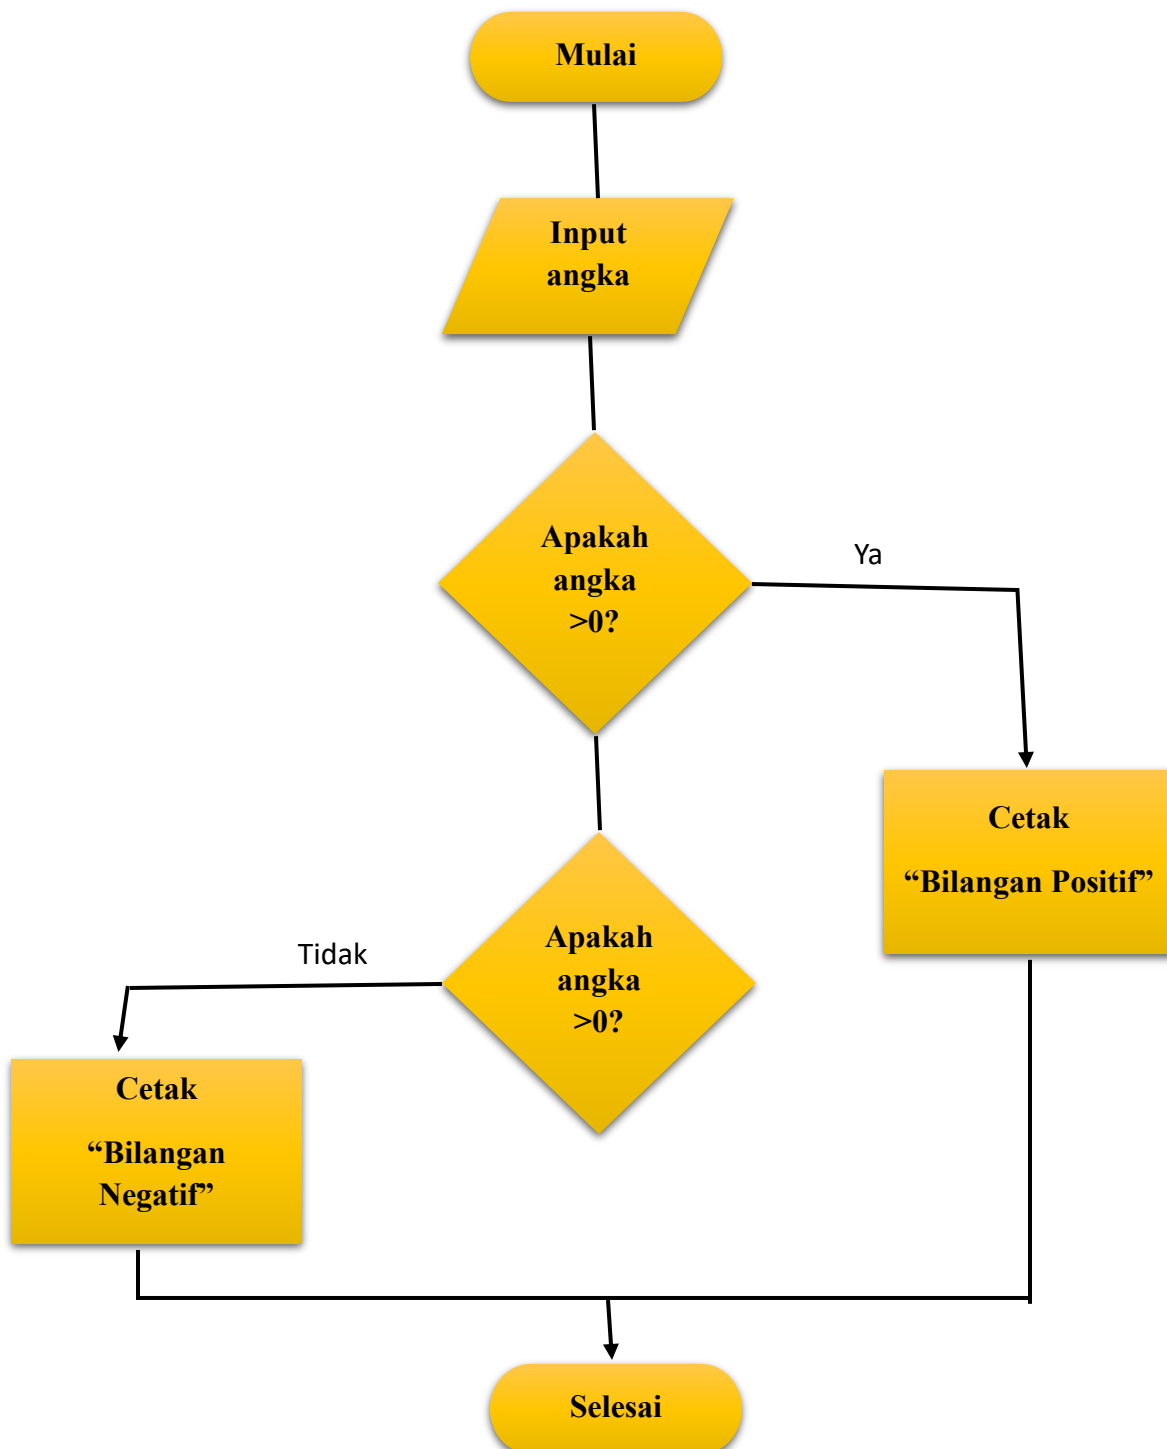 Mulai
Input
angka
Apakah
angka
>0?
Ya
Cetak
“Bilangan Positif”
Apakah
angka
>0?
Tidak
Cetak
“Bilangan
Negatif”
Selesai